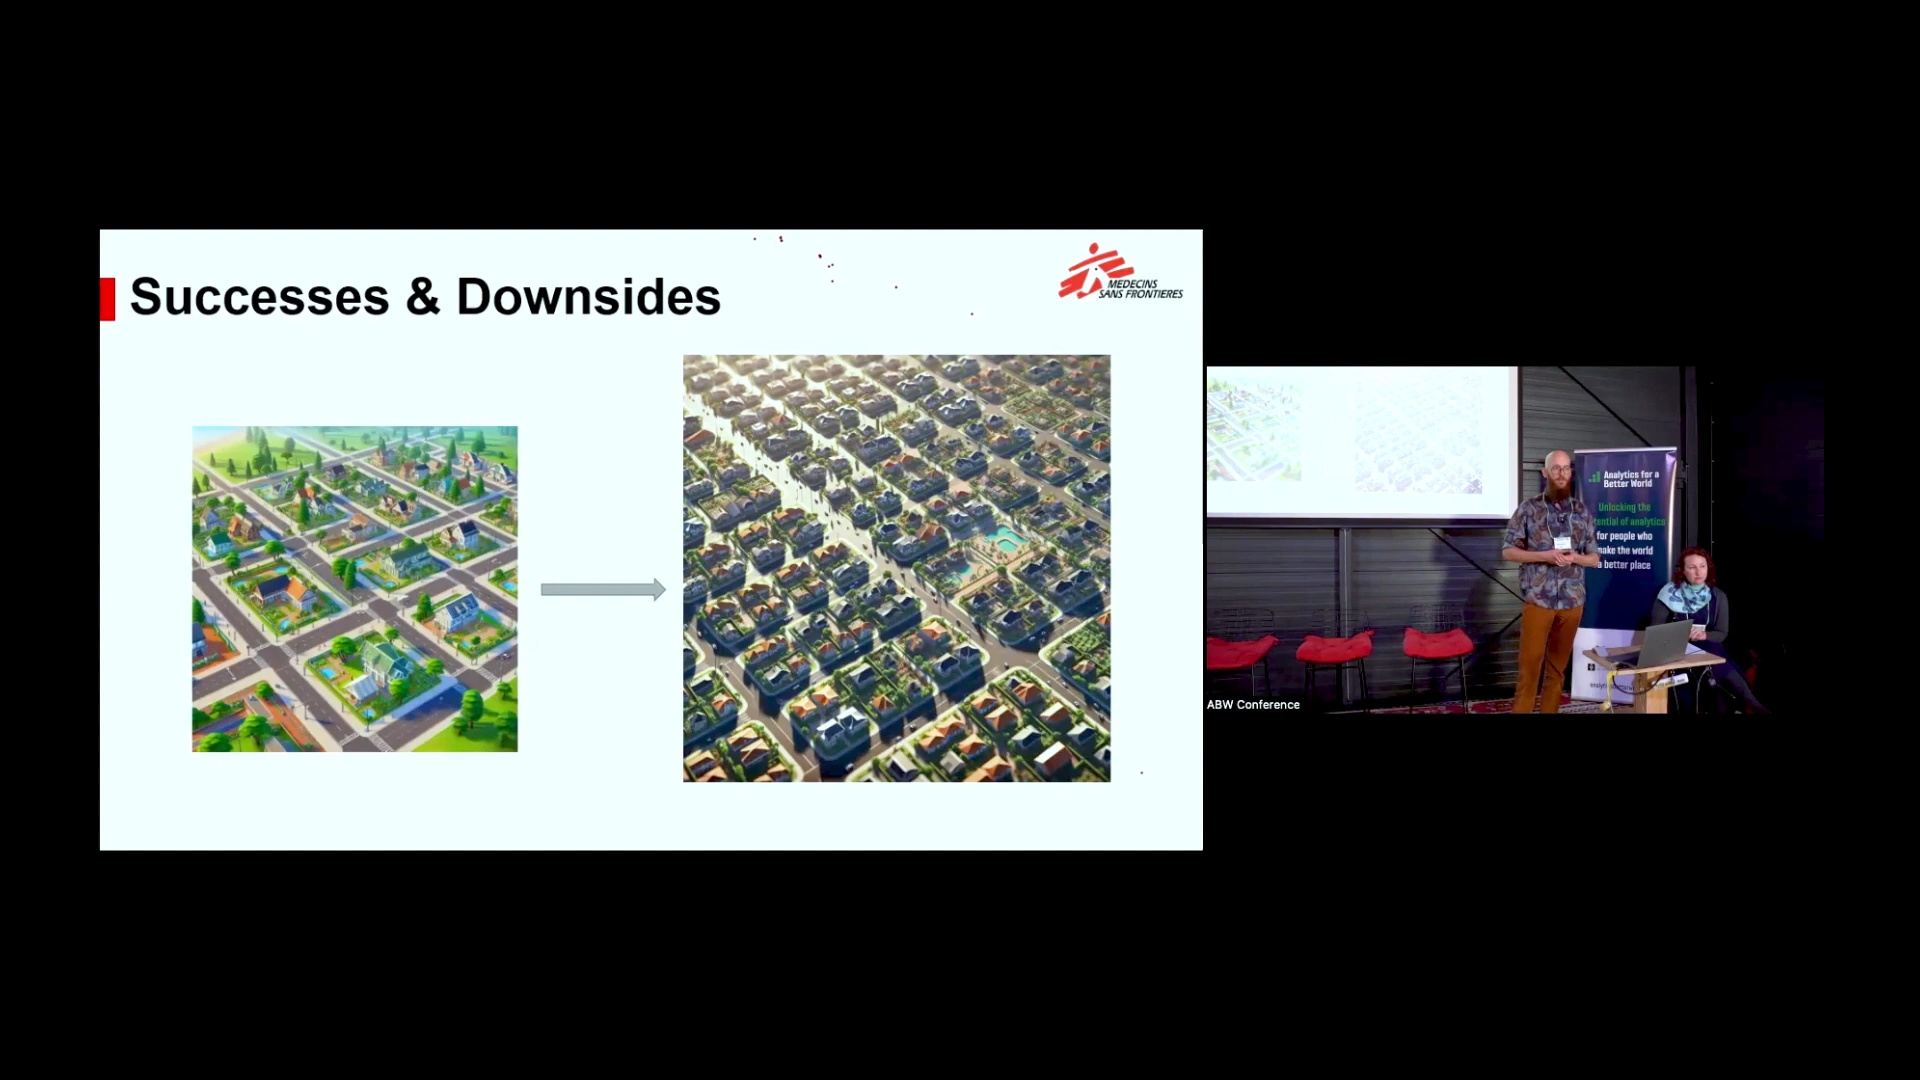 Successes & Downsides
MEDECINS
SANS FRONTIERES
Analytics for a
Better World
Unlocking the
ential of analytics
for people who
make the world
a better place
ABW Conference